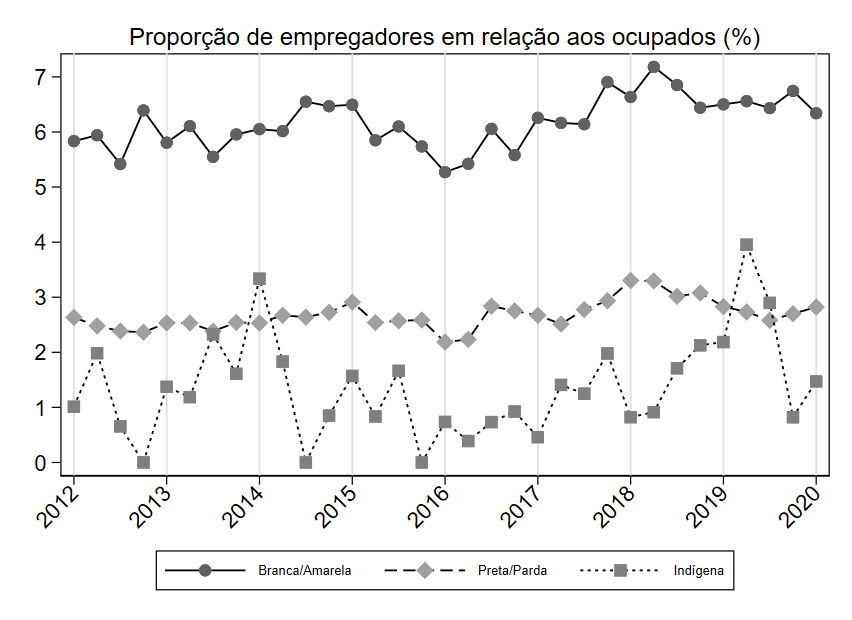 Proporção de empregadores em relação aos ocupados (%)
7
6
5
4
3
2
1
0
2012 2013 2014 2015 2016 2017 2018 2019 2020
Branca/Amarela Preta/Parda Indígena